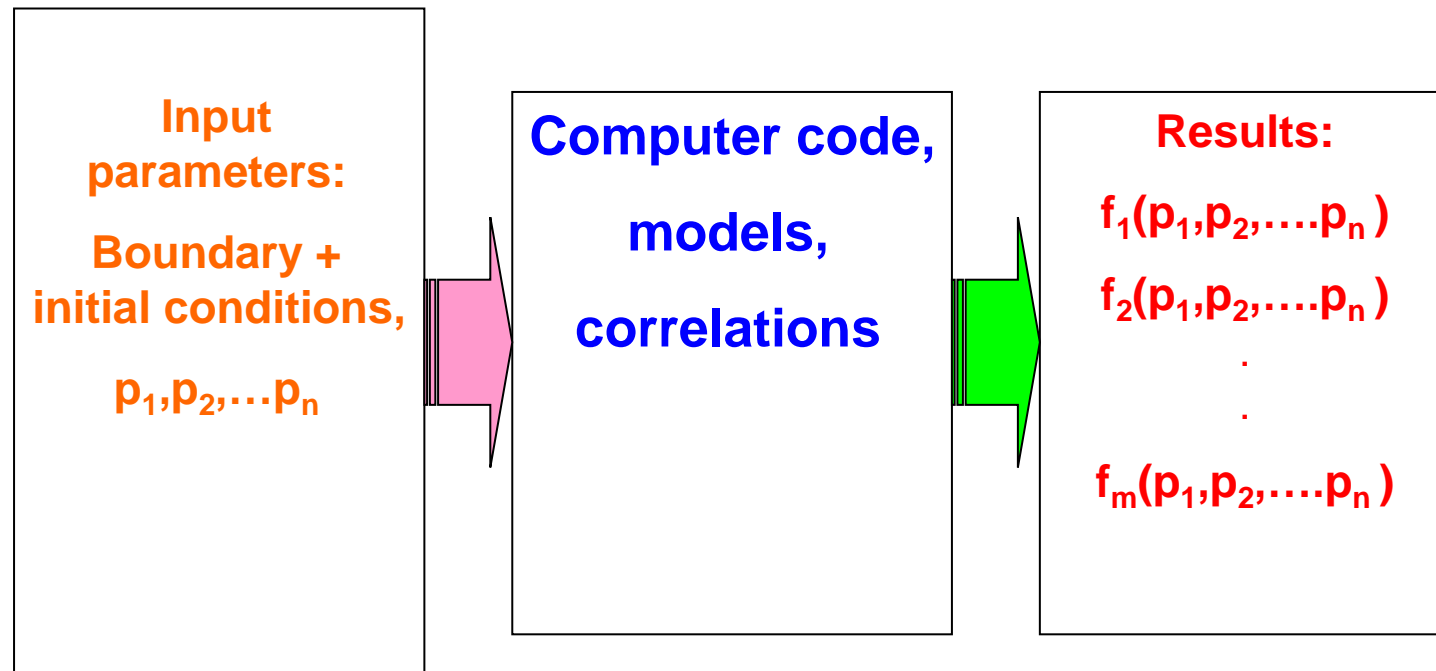 Input
parameters:
Boundary +
initial conditions,
p₁,p₂,…pₙ
Computer code,
models,
correlations
Results:
f₁(p₁,p₂,….pₙ )
f₂(p₁,p₂,….pₙ )
.
.
fₘ(p₁,p₂,….pₙ )